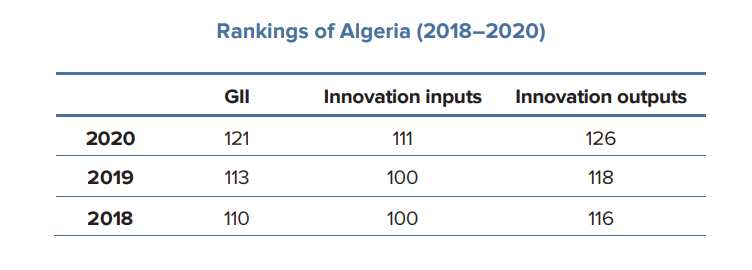 Rankings of Algeria (2018–2020)
GII Innovation inputs Innovation outputs
2020 121 111 126
2019 113 100 118
2018 110 100 116